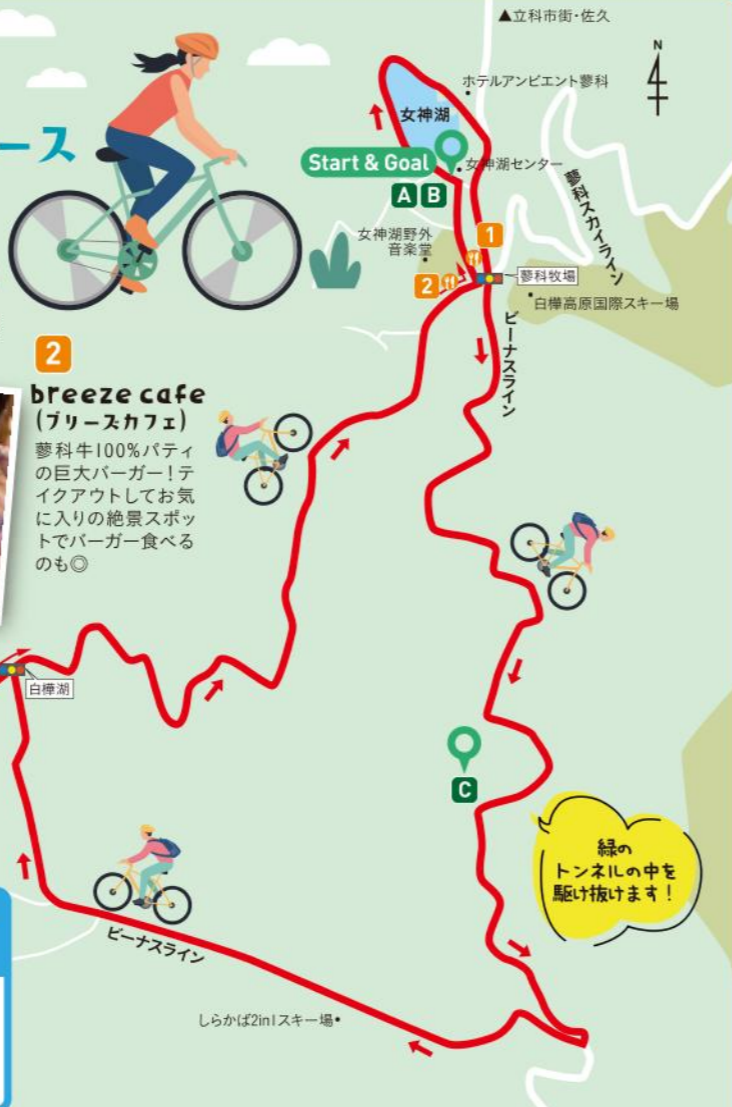 ▲立科市街・佐久
N
ース
ホテルアンビエント蓼科
女神湖
Start & Goal
女神湖センター
A B
蓼科スカイライン
女神湖野外
音楽堂
1
2
蓼科牧場
白樺高原国際スキー場
ビーナスライン
2
breeze cafe
(ブリーズカフェ)
蓼科牛100%パティ
の巨大バーガー!テ
イクアウトしてお気
に入りの絶景スポッ
トでバーガー食べる
のも◎
白樺湖
C
緑の
トンネルの中を
駆け抜けます!
ビーナスライン
しらかば2in1スキー場